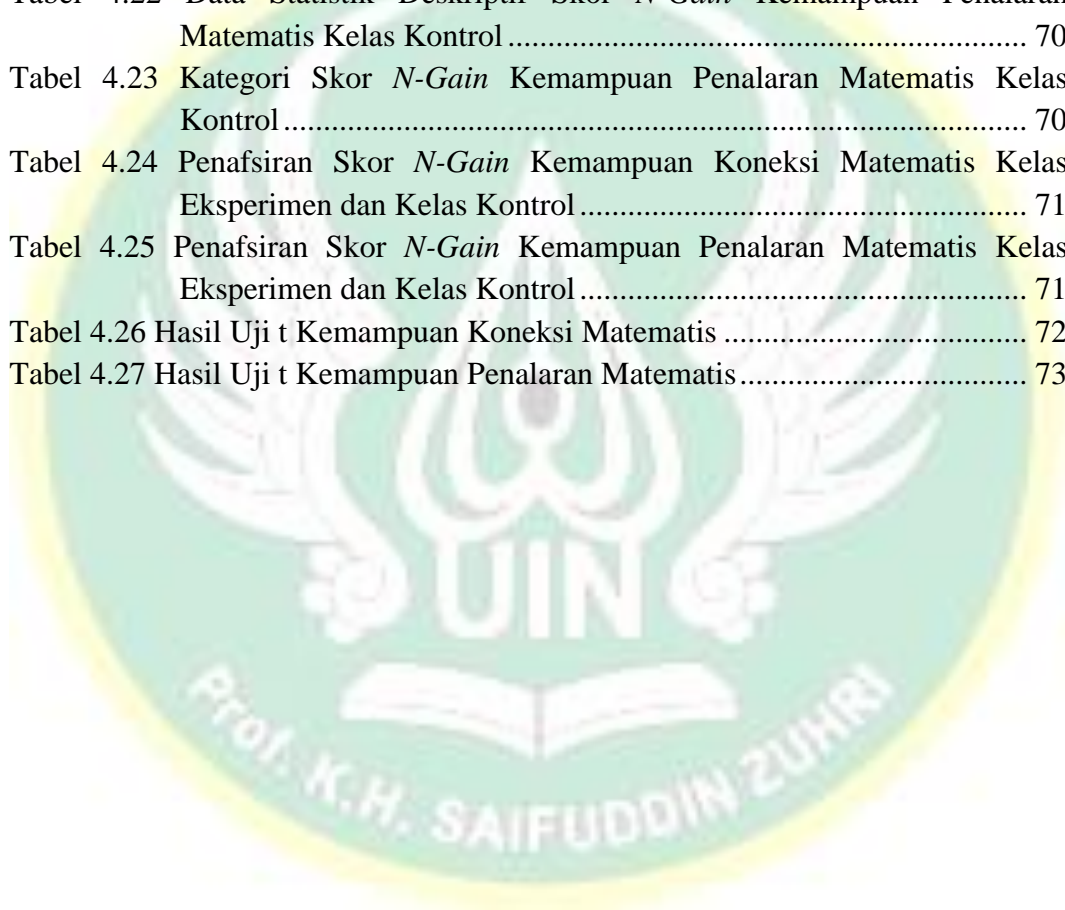 Tabel 4.22 Data Statistik Deskriptif Skor N-Gain Kemampuan Penalaran
Matematis Kelas Kontrol ............................................................................ 70
Tabel 4.23 Kategori Skor N-Gain Kemampuan Penalaran Matematis Kelas
Kontrol ............................................................................................................. 70
Tabel 4.24 Penafsiran Skor N-Gain Kemampuan Koneksi Matematis Kelas
Eksperimen dan Kelas Kontrol .................................................................. 71
Tabel 4.25 Penafsiran Skor N-Gain Kemampuan Penalaran Matematis Kelas
Eksperimen dan Kelas Kontrol .................................................................. 71
Tabel 4.26 Hasil Uji t Kemampuan Koneksi Matematis ............................................. 72
Tabel 4.27 Hasil Uji t Kemampuan Penalaran Matematis .......................................... 73
UIN
Prof. K.H. SAIFUDDIN ZUHRI